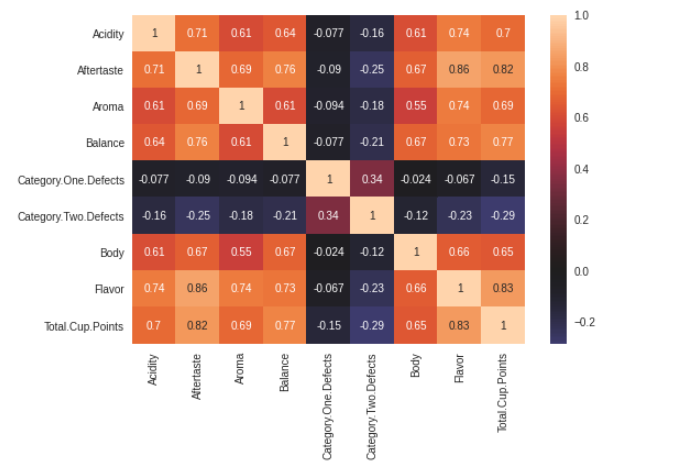 Acidity 1 0.71 0.61 0.64 -0.077 -0.16 0.61 0.74 0.7
Aftertaste 0.71 1 0.69 0.76 -0.09 -0.25 0.67 0.86 0.82
Aroma 0.61 0.69 1 0.61 -0.094 -0.18 0.55 0.74 0.69
Balance 0.64 0.76 0.61 1 -0.077 -0.21 0.67 0.73 0.77
Category.One.Defects -0.077 -0.09 -0.094 -0.077 1 0.34 -0.024 -0.067 -0.15
Category.Two.Defects -0.16 -0.25 -0.18 -0.21 0.34 1 -0.12 -0.23 -0.29
Body 0.61 0.67 0.55 0.67 -0.024 -0.12 1 0.66 0.65
Flavor 0.74 0.86 0.74 0.73 -0.067 -0.23 0.66 1 0.83
Total.Cup.Points 0.7 0.82 0.69 0.77 -0.15 -0.29 0.65 0.83 1
Acidity
Aftertaste
Aroma
Balance
Category.One.Defects
Category.Two.Defects
Body
Flavor
Total.Cup.Points
1.0
0.8
0.6
0.4
0.2
0.0
−0.2